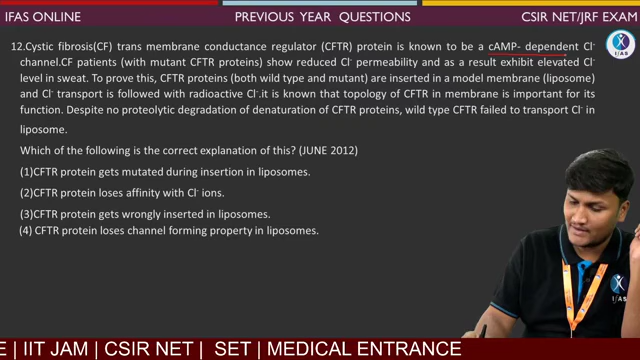 IFAS ONLINE PREVIOUS YEAR QUESTIONS CSIR NET/JRF EXAM
12.Cystic fibrosis(CF) trans membrane conductance regulator (CFTR) protein is known to be a cAMP- dependent Cl⁻
channel.CF patients (with mutant CFTR proteins) show reduced Cl⁻ permeability and as a result exhibit elevated Cl⁻
level in sweat. To prove this, CFTR proteins (both wild type and mutant) are inserted in a model membrane (liposome)
and Cl⁻ transport is followed with radioactive Cl⁻.it is known that topology of CFTR in membrane is important for its
function. Despite no proteolytic degradation of denaturation of CFTR proteins, wild type CFTR failed to transport Cl⁻ in
liposome.
Which of the following is the correct explanation of this? (JUNE 2012)
(1)CFTR protein gets mutated during insertion in liposomes.
(2)CFTR protein loses affinity with Cl⁻ ions.
(3)CFTR protein gets wrongly inserted in liposomes.
(4) CFTR protein loses channel forming property in liposomes.
IFAS
IFAS
E | IIT JAM | CSIR NET | SET | MEDICAL ENTRANCE